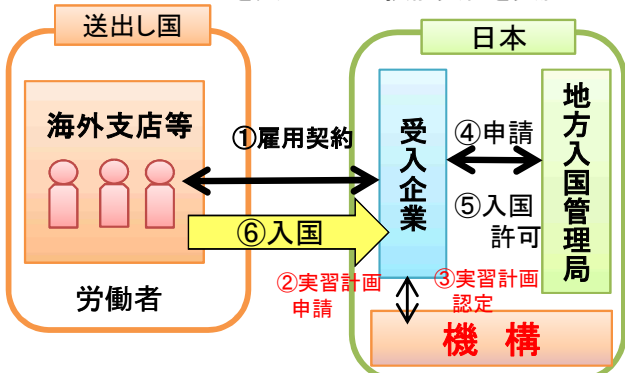 送出し国
日本
海外支店等
①雇用契約
受入企業
④申請
地方入国管理局
⑤入国
許可
⑥入国
労働者
②実習計画
申請
③実習計画
認定
機 構